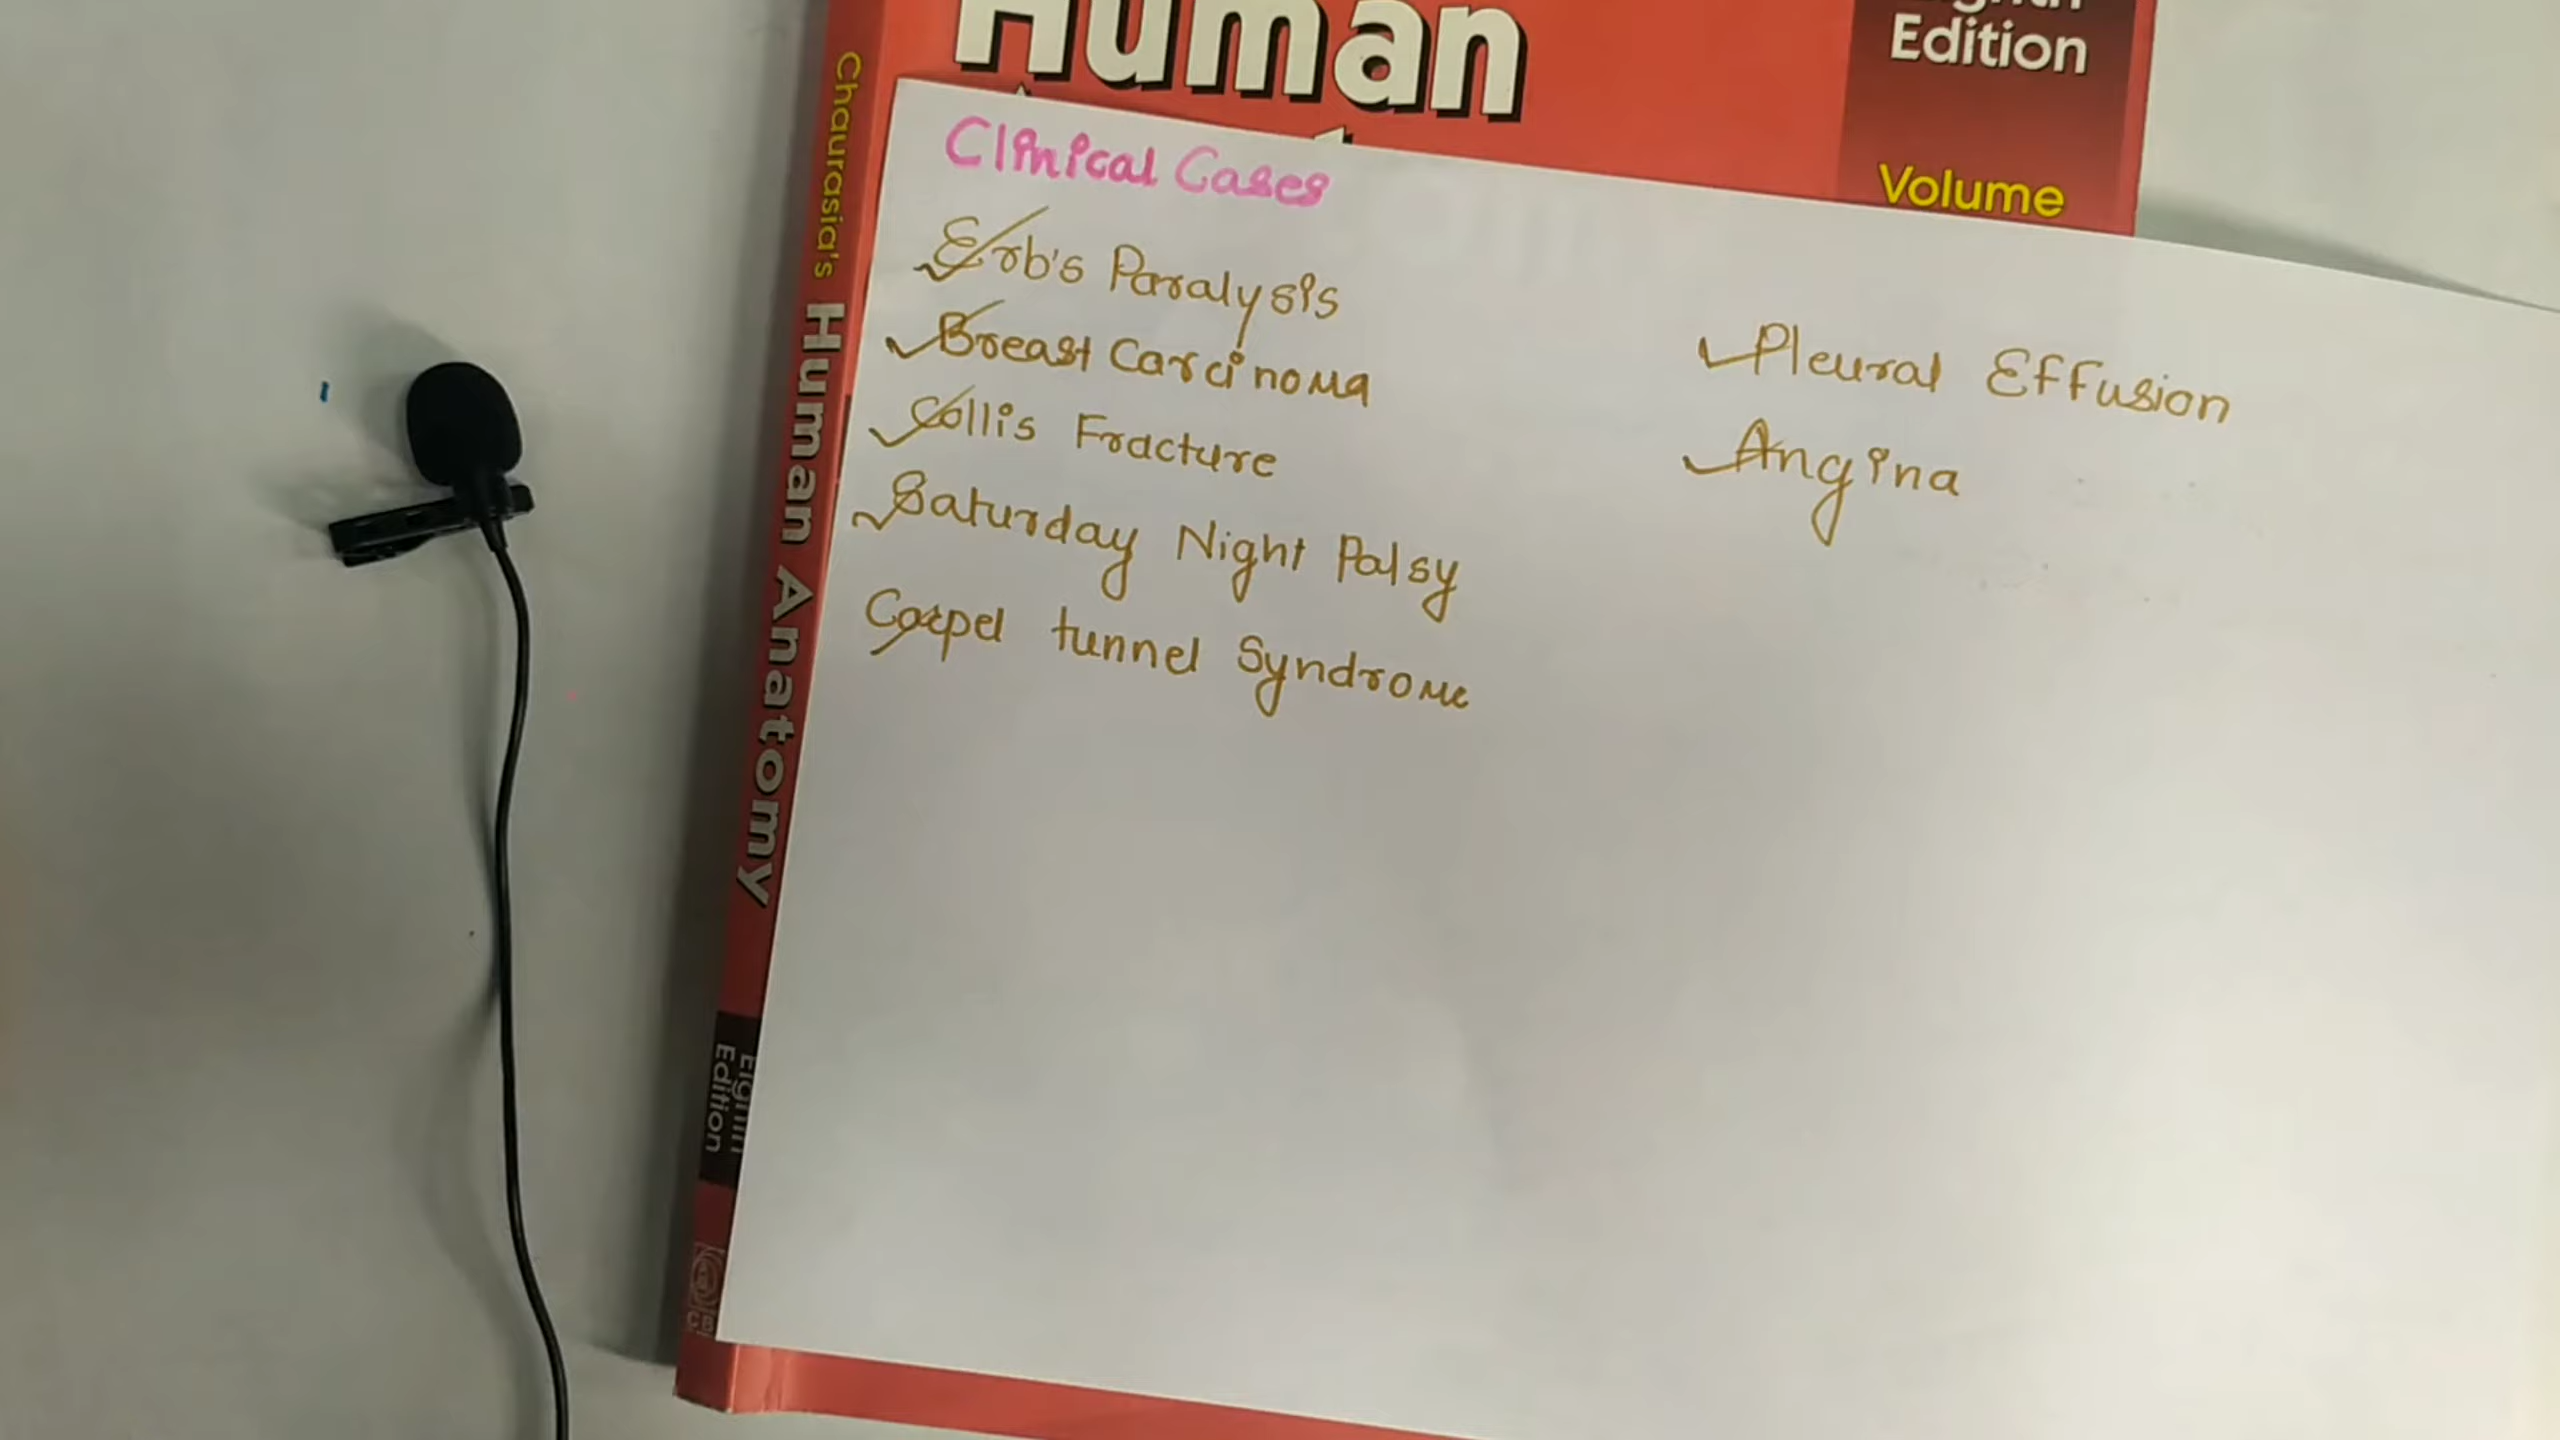 Human
Edition
Volume
Chaurasia's Human Anatomy
Eighth
Edition
CB
Clinical Cases
Erb's Paralysis
Breast Carcinoma
Collis Fracture
Saturday Night Palsy
Carpel tunnel Syndrome
Pleural Effusion
Angina